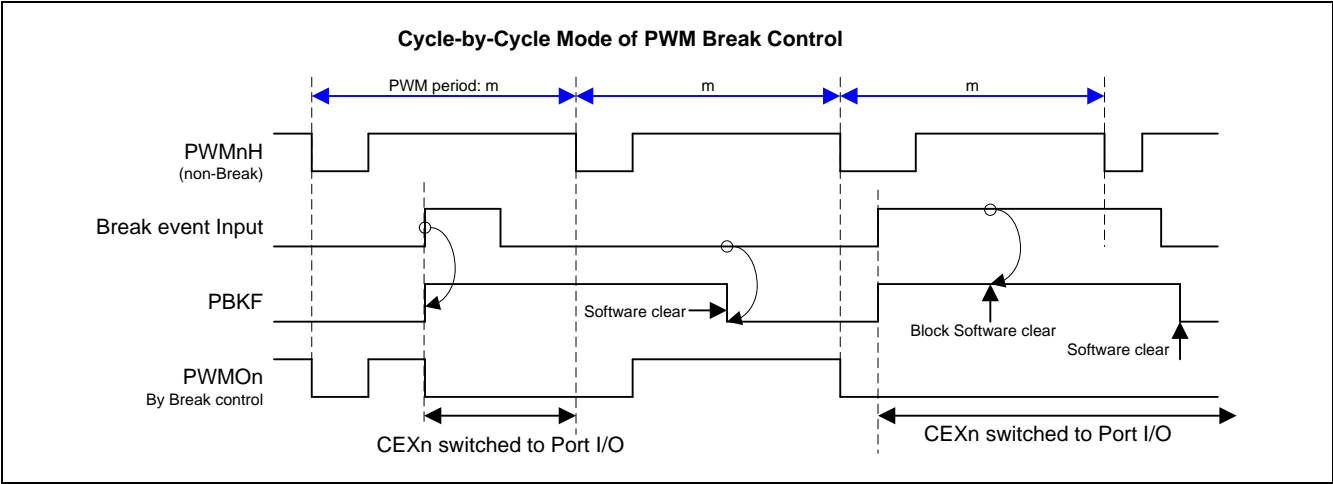 Cycle-by-Cycle Mode of PWM Break Control
PWM period: m
m
m
PWMnH
(non-Break)
Break event Input
PBKF
Software clear
Block Software clear
Software clear
PWMOn
By Break control
CEXn switched to Port I/O
CEXn switched to Port I/O